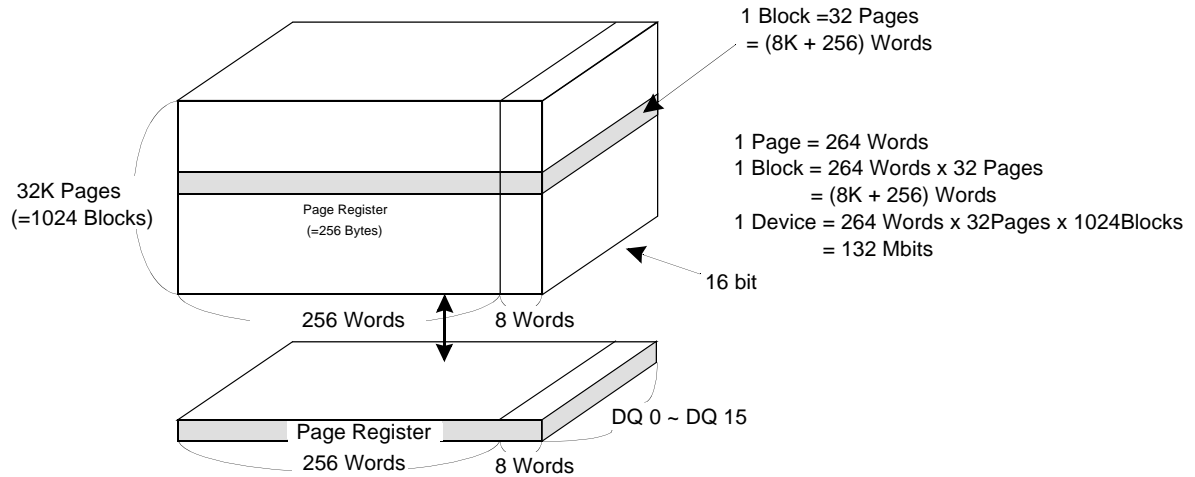 1 Block =32 Pages
= (8K + 256) Words
1 Page = 264 Words
1 Block = 264 Words x 32 Pages
= (8K + 256) Words
1 Device = 264 Words x 32Pages x 1024Blocks
= 132 Mbits
32K Pages
(=1024 Blocks)
Page Register
(=256 Bytes)
16 bit
256 Words
8 Words
DQ 0 ~ DQ 15
Page Register
256 Words
8 Words